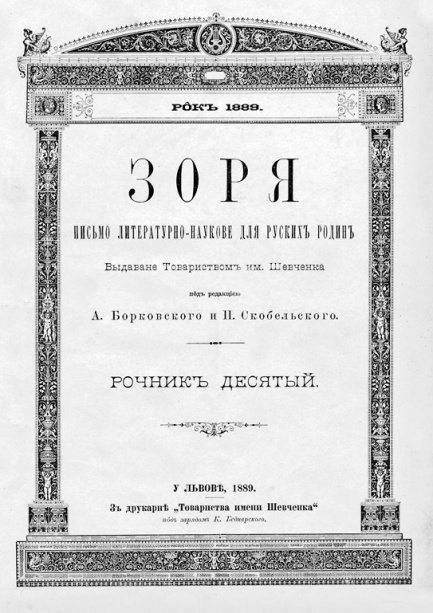 РÔКЪ 1889.
ЗОРЯ
ПИСЬМО ЛИТЕРАТУРНО-НАУКОВЕ ДЛЯ РУСКИХЪ РОДИНЪ
Выдаване Товариствомъ им. Шевченка
пôдъ редакцією
А. Борковского и П. Скобельского.
РОЧНИКЪ ДЕСЯТЫЙ.
У ЛЬВОВѢ, 1889.
Зъ друкарнѣ „Товариства имени Шевченка“
пôдъ зарядомъ К. Беднарского.